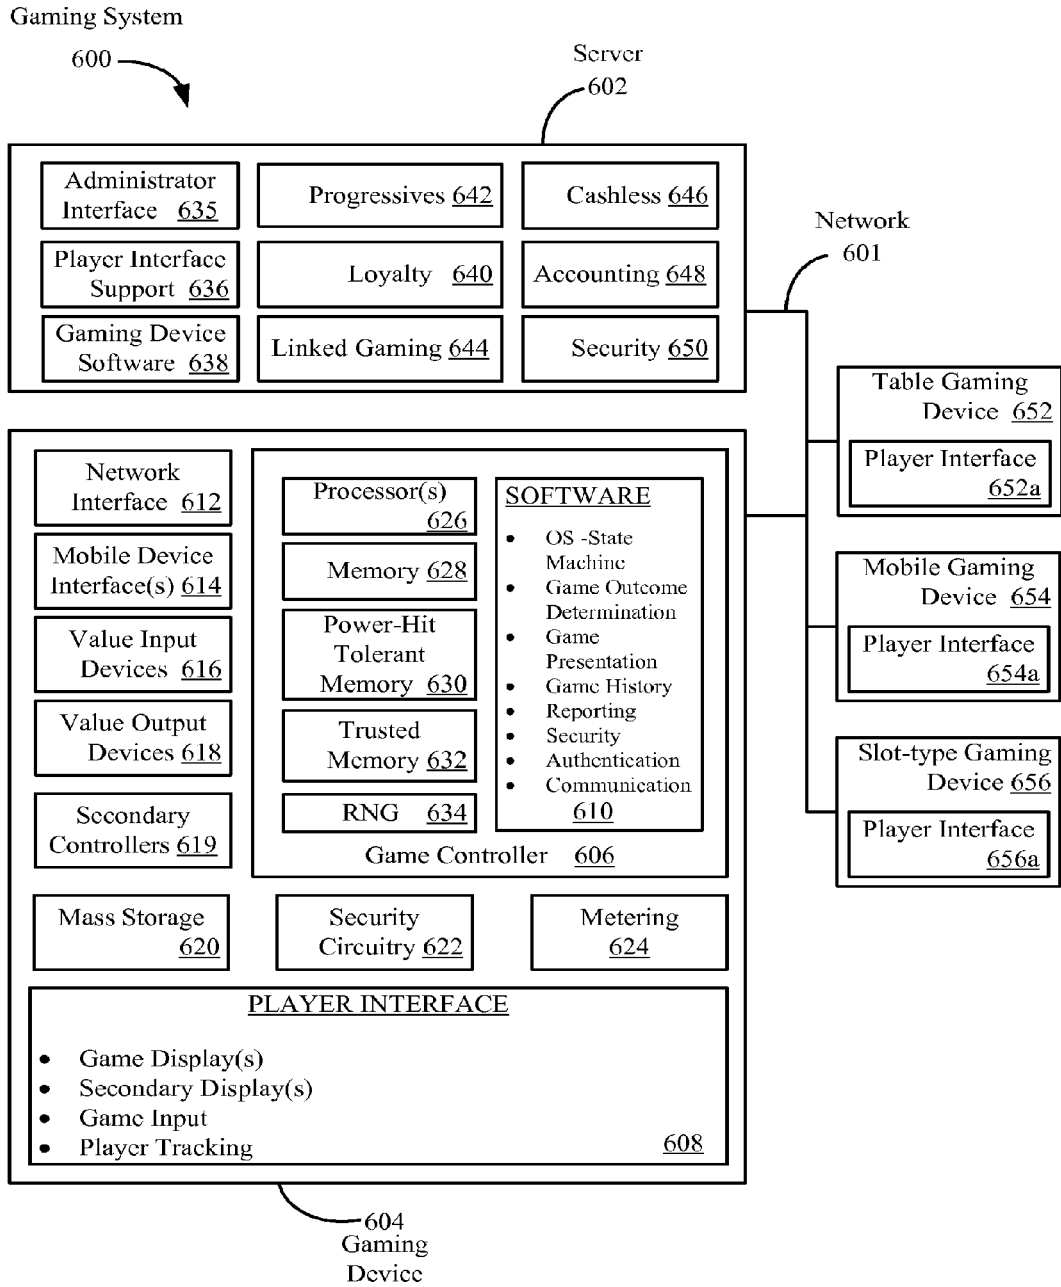 Gaming System
600
Server
602
Administrator
Interface 635
Progressives 642
Cashless 646
Player Interface
Support 636
Loyalty 640
Accounting 648
Gaming Device
Software 638
Linked Gaming 644
Security 650
Network
601
Network
Interface 612
Mobile Device
Interface(s) 614
Value Input
Devices 616
Value Output
Devices 618
Secondary
Controllers 619
Processor(s)
626
Memory 628
Power-Hit
Tolerant
Memory 630
Trusted
Memory 632
RNG 634
SOFTWARE
• OS -State
Machine
• Game Outcome
Determination
• Game
Presentation
• Game History
• Reporting
• Security
• Authentication
• Communication
610
Game Controller 606
Mass Storage
620
Security
Circuitry 622
Metering
624
PLAYER INTERFACE
• Game Display(s)
• Secondary Display(s)
• Game Input
• Player Tracking
608
604
Gaming
Device
Table Gaming
Device 652
Player Interface
652a
Mobile Gaming
Device 654
Player Interface
654a
Slot-type Gaming
Device 656
Player Interface
656a